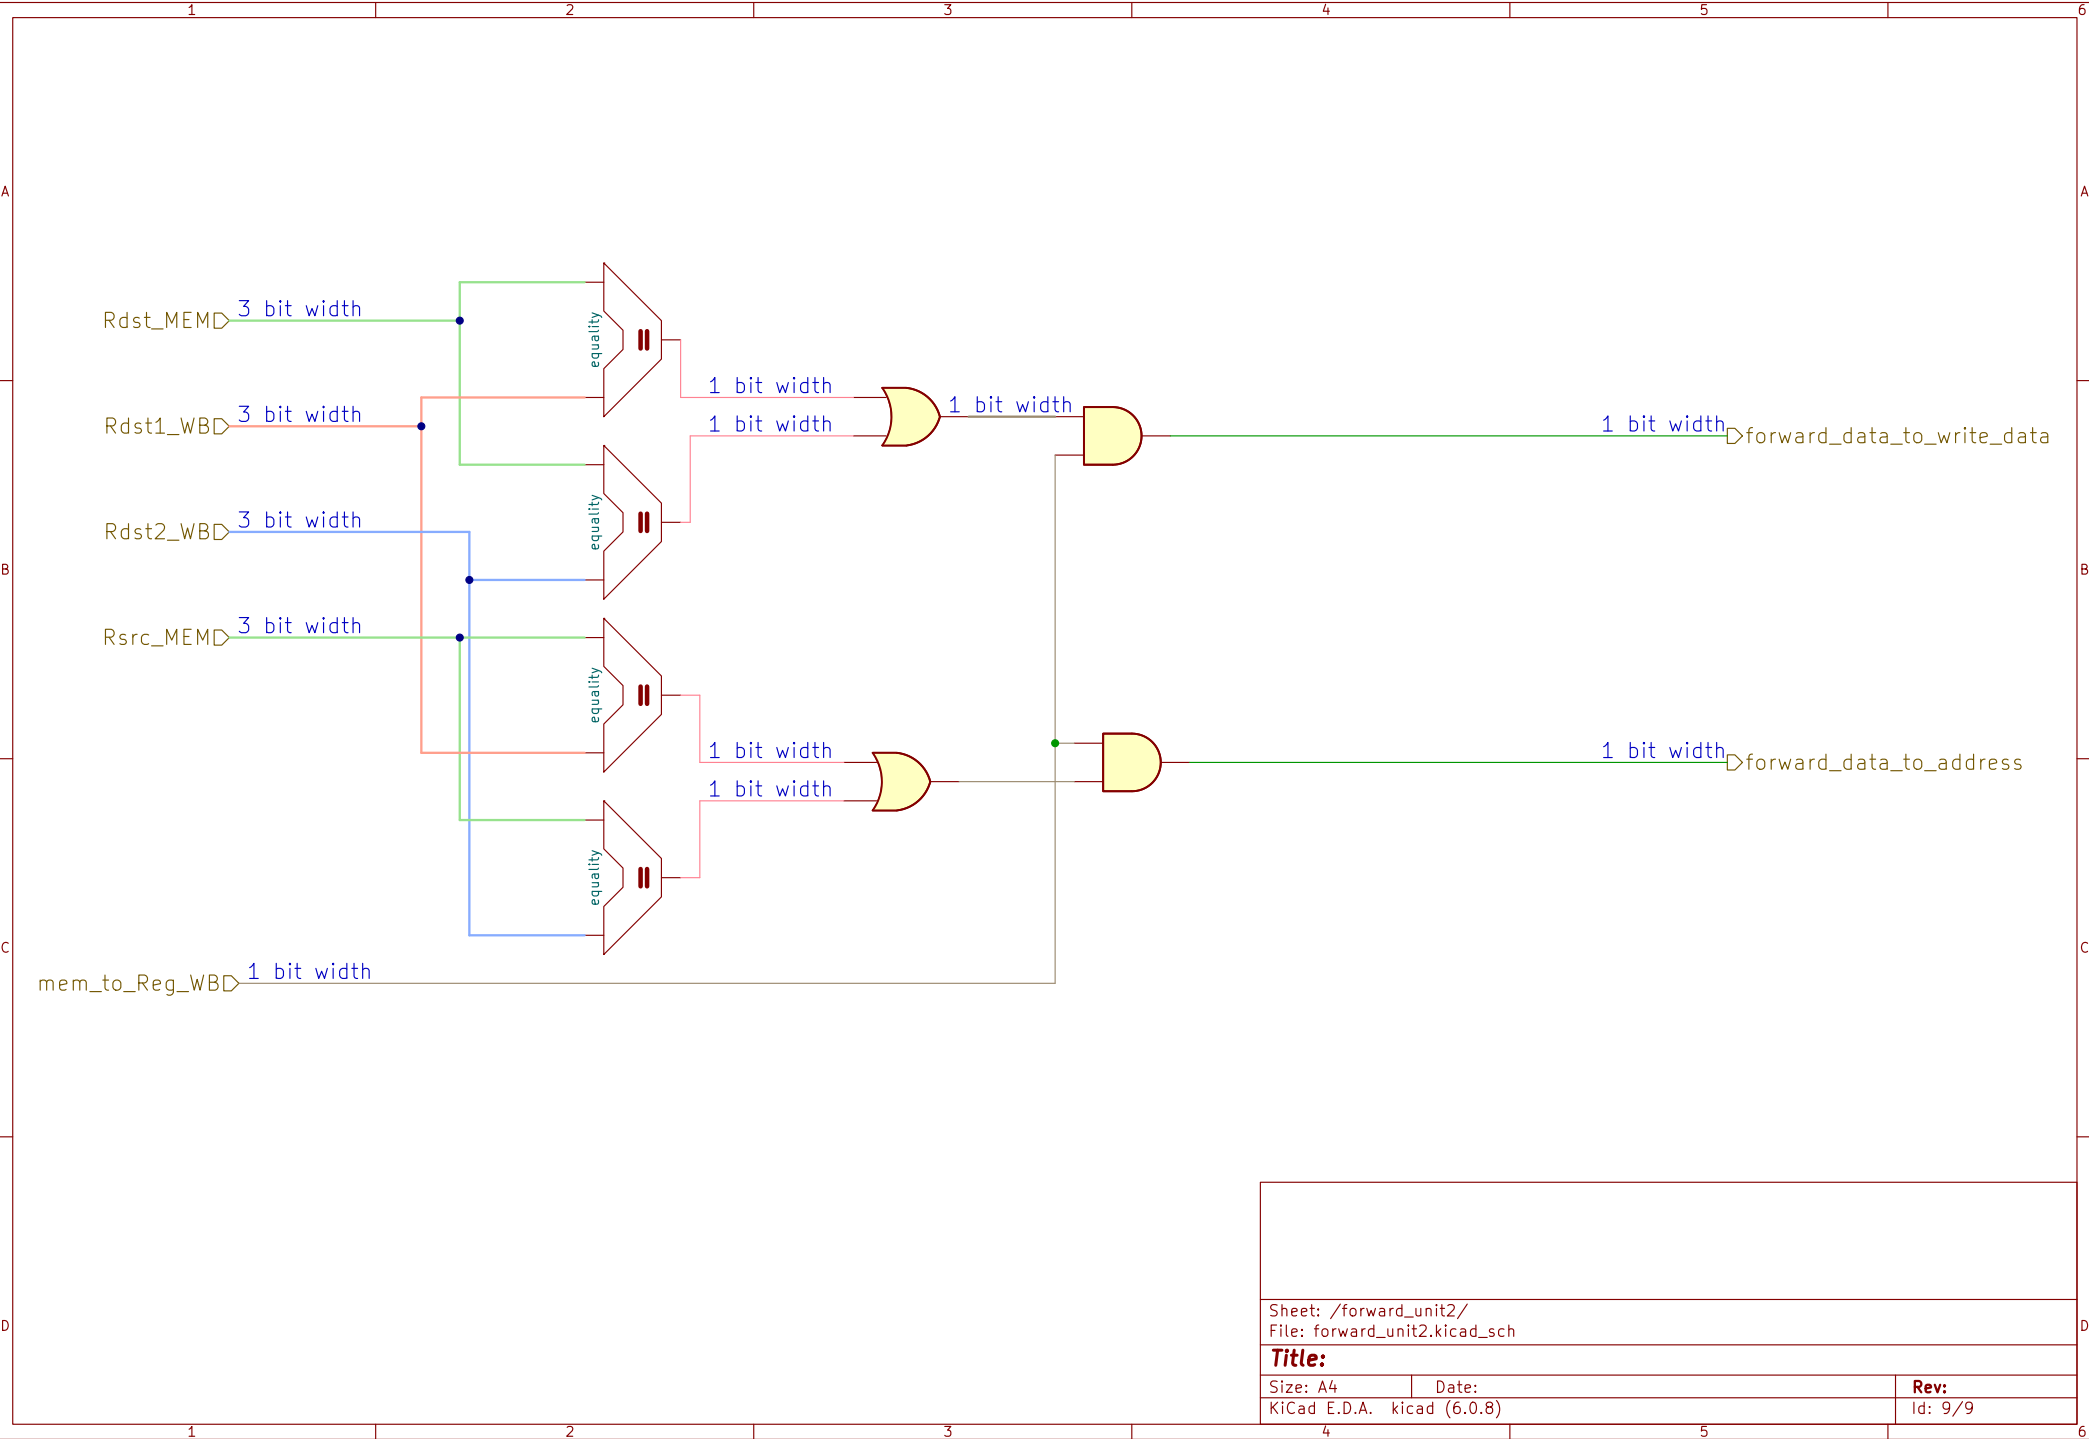 1 2 3 4 5 6
A A
3 bit width
Rdst_MEM
equality
1 bit width
3 bit width
Rdst1_WB
1 bit width
1 bit width
1 bit width
forward_data_to_write_data
3 bit width
Rdst2_WB
equality
B B
3 bit width
Rsrc_MEM
equality
1 bit width
1 bit width
forward_data_to_address
1 bit width
equality
C C
1 bit width
mem_to_Reg_WB
Sheet: /forward_unit2/
File: forward_unit2.kicad_sch
D D
Title:
Size: A4 Date: Rev:
KiCad E.D.A. kicad (6.0.8) Id: 9/9
1 2 3 4 5 6